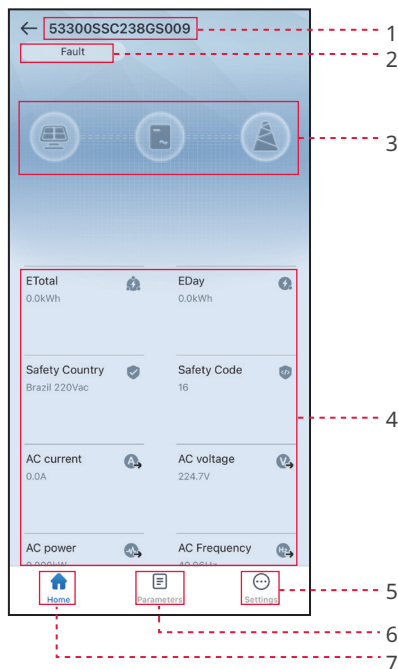 53300SSC238GS009
Fault
1
2
3
ETotal
0.0kWh
EDay
0.0kWh
Safety Country
Brazil 220Vac
Safety Code
16
4
AC current
0.0A
AC voltage
224.7V
AC power
AC Frequency
Home
Parameters
Settings
5
6
7